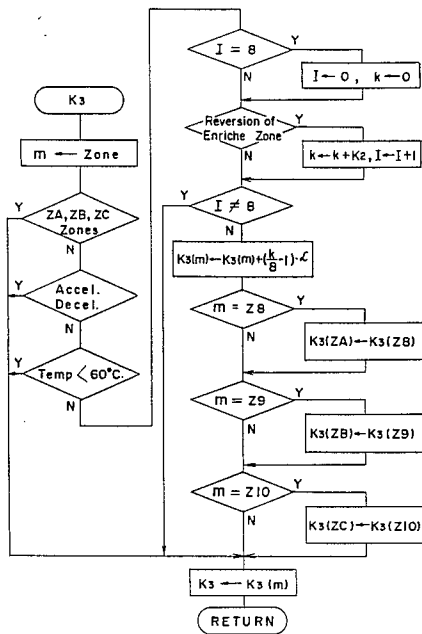 K3
m ← Zone
ZA, ZB, ZC
Zones
Y
N
Accel.
Decel.
Y
N
Temp < 60°C.
Y
N
I = 8
Y
N
I ← 0, k ← 0
Reversion of
Enriche Zone
Y
N
k ← k + K2, I ← I + 1
I ≠ 8
Y
N
K3(m) ← K3(m) + (k/8 - 1) · α
m = Z8
Y
N
K3(ZA) ← K3(Z8)
m = Z9
Y
N
K3(ZB) ← K3(Z9)
m = Z10
Y
N
K3(ZC) ← K3(Z10)
K3 ← K3(m)
RETURN